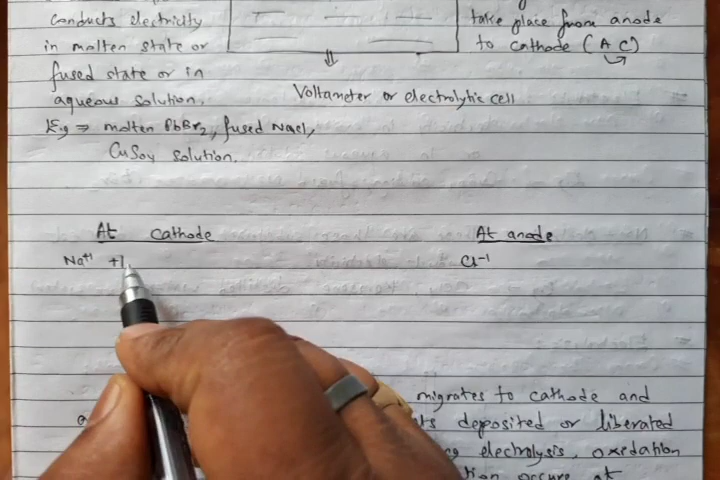 Conducts electricity
in molten state or
fused state or in
aqueous solution.
E.g ⇒ molten PbBr2, fused NaCl,
CuSO4 solution.
take place from anode
to cathode (A C)
Voltameter or electrolytic cell
At cathode
Na+1 +1
At anode
Cl-1
migrates to cathode and
deposited or liberated
electrolysis, oxidation
occurs at